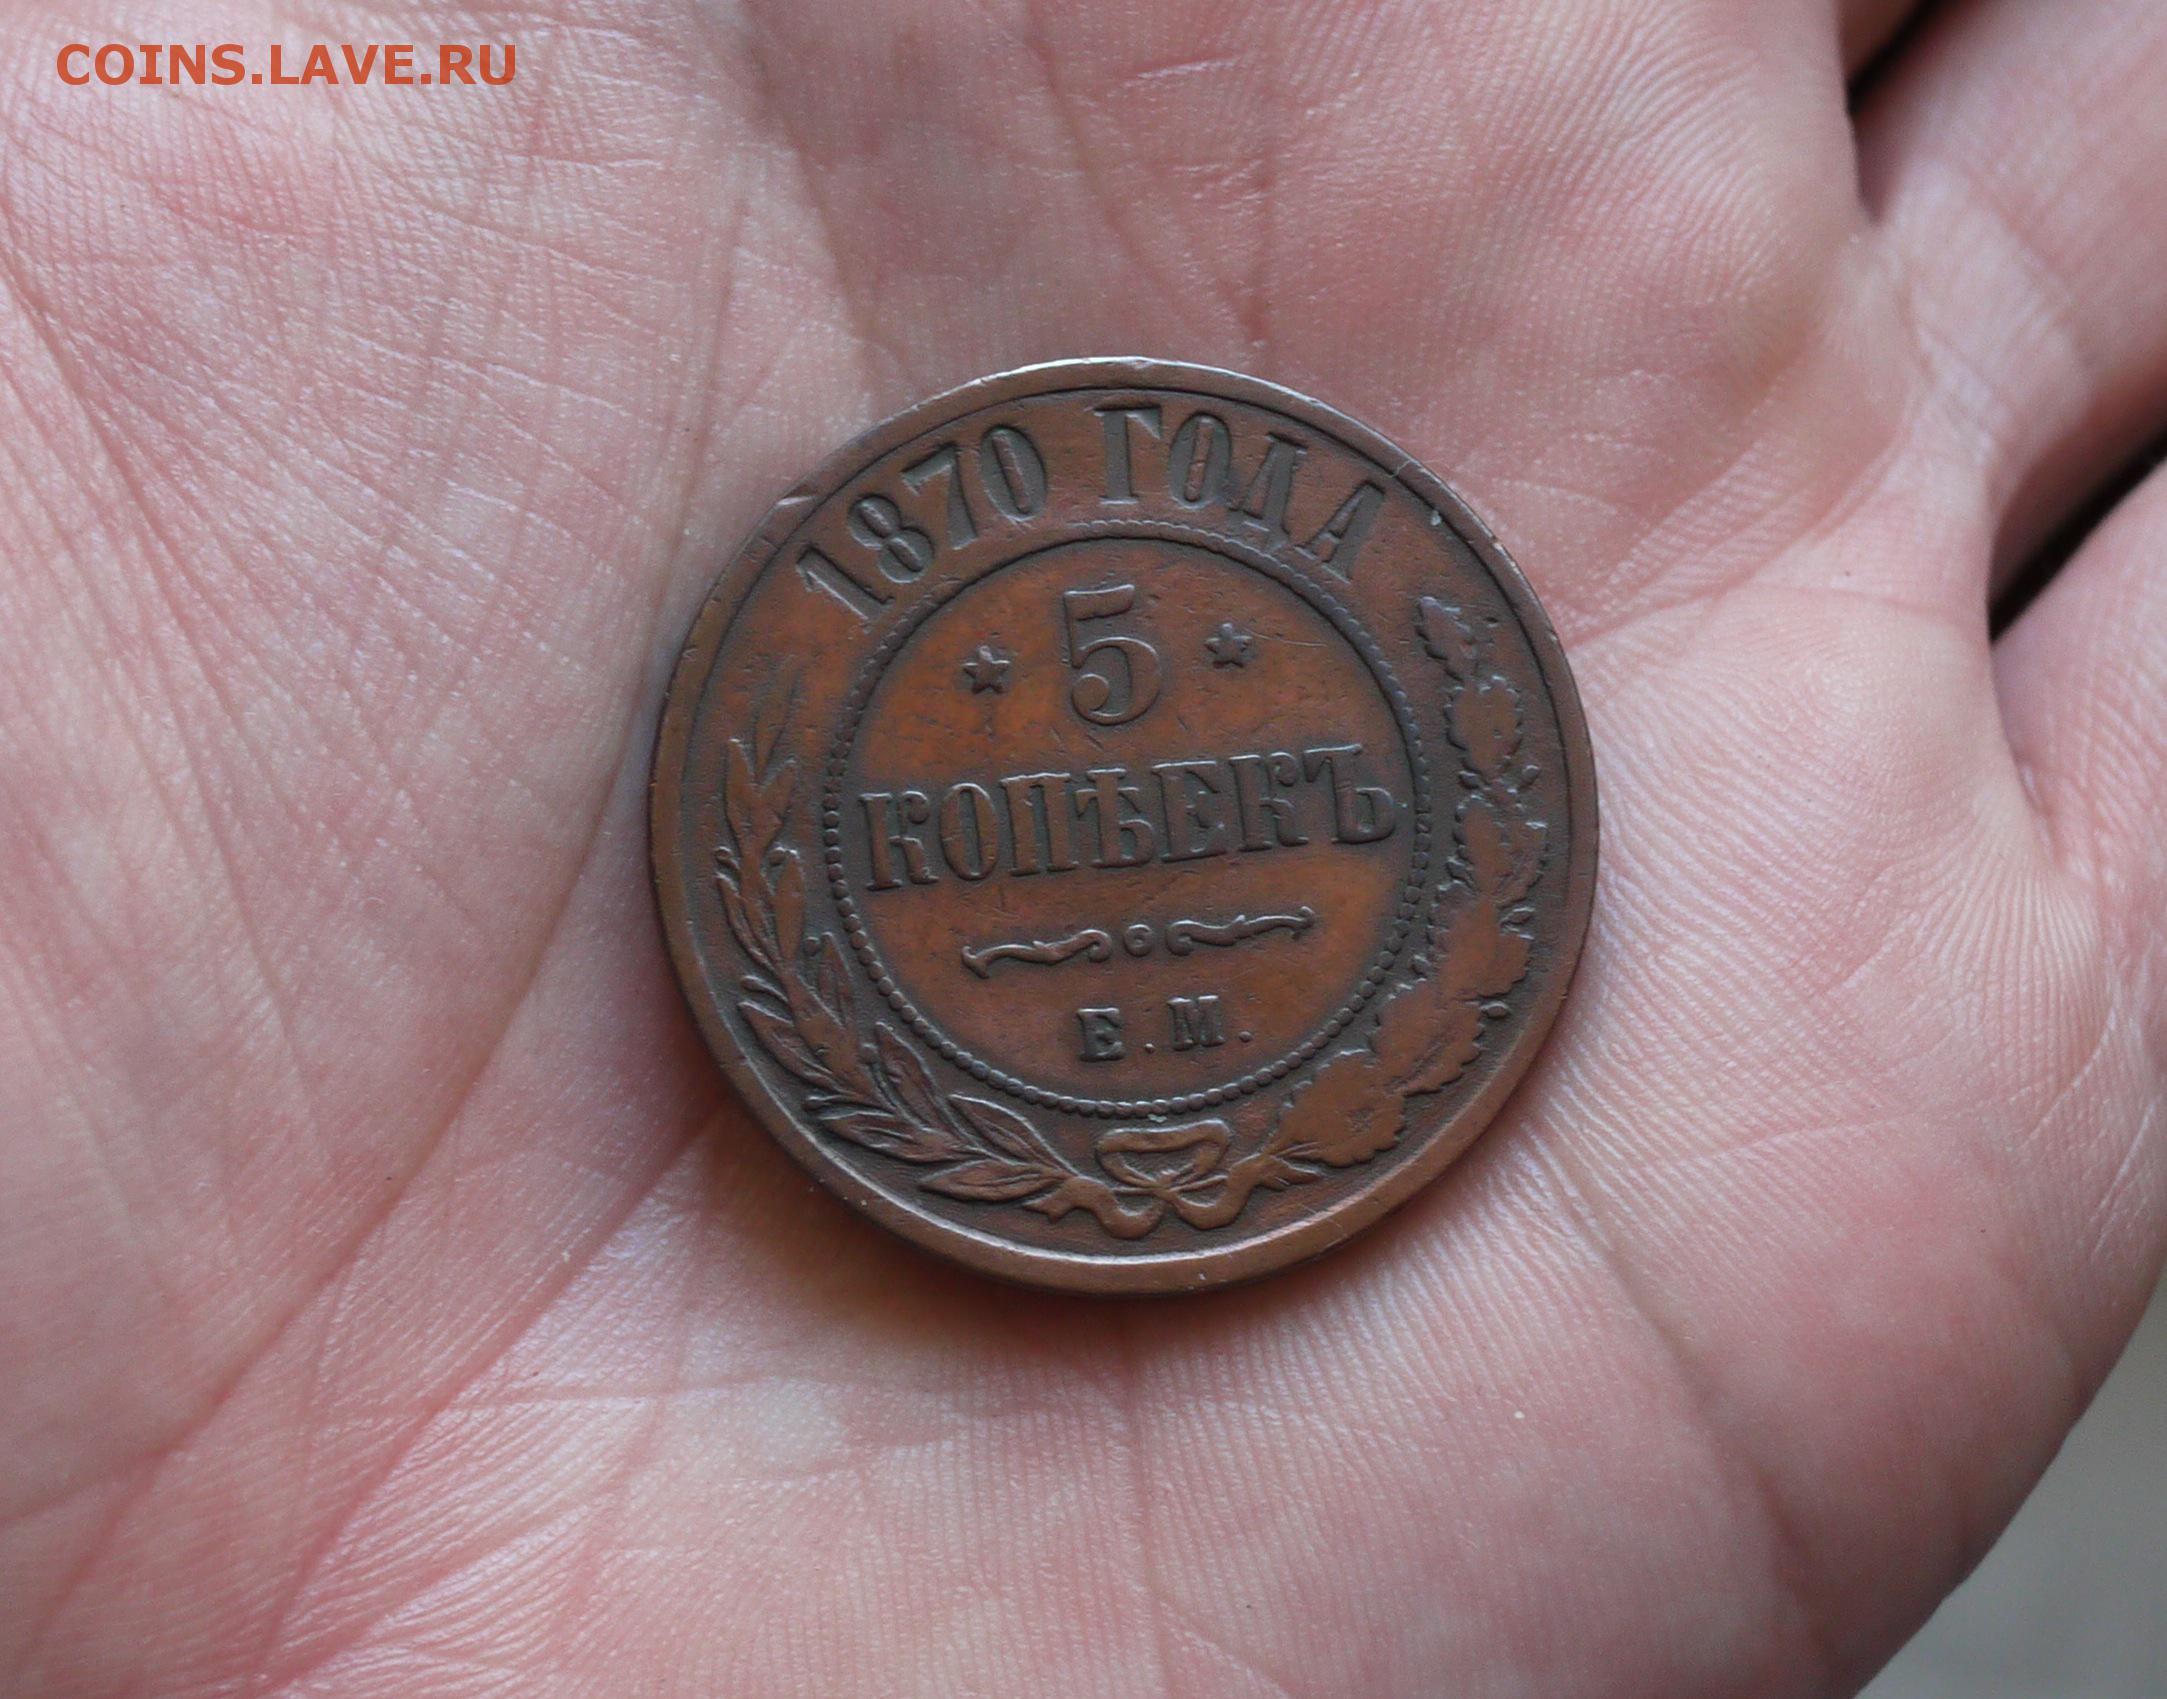 COINS.LAVE.RU
1870 ГОДА
* 5 *
КОПѢЕКЪ
Е.М.